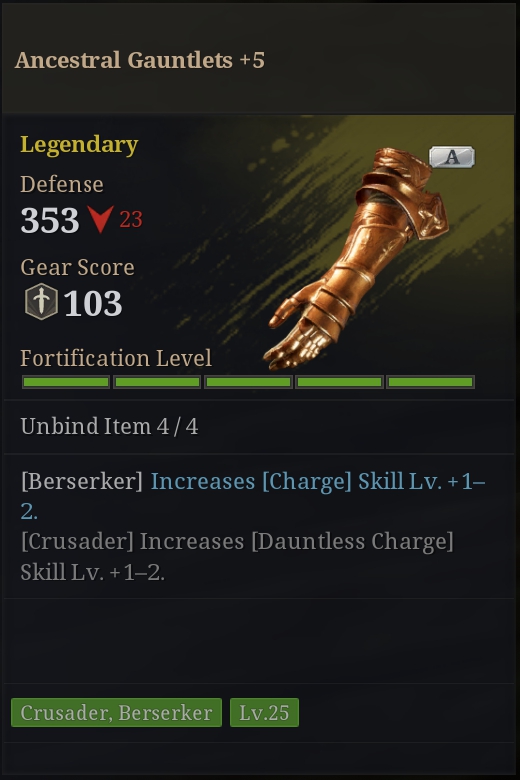 Ancestral Gauntlets +5
Legendary
A
Defense
353 23
Gear Score
103
Fortification Level
Unbind Item 4 / 4
[Berserker] Increases [Charge] Skill Lv. +1–
2.
[Crusader] Increases [Dauntless Charge]
Skill Lv. +1–2.
Crusader, Berserker Lv.25